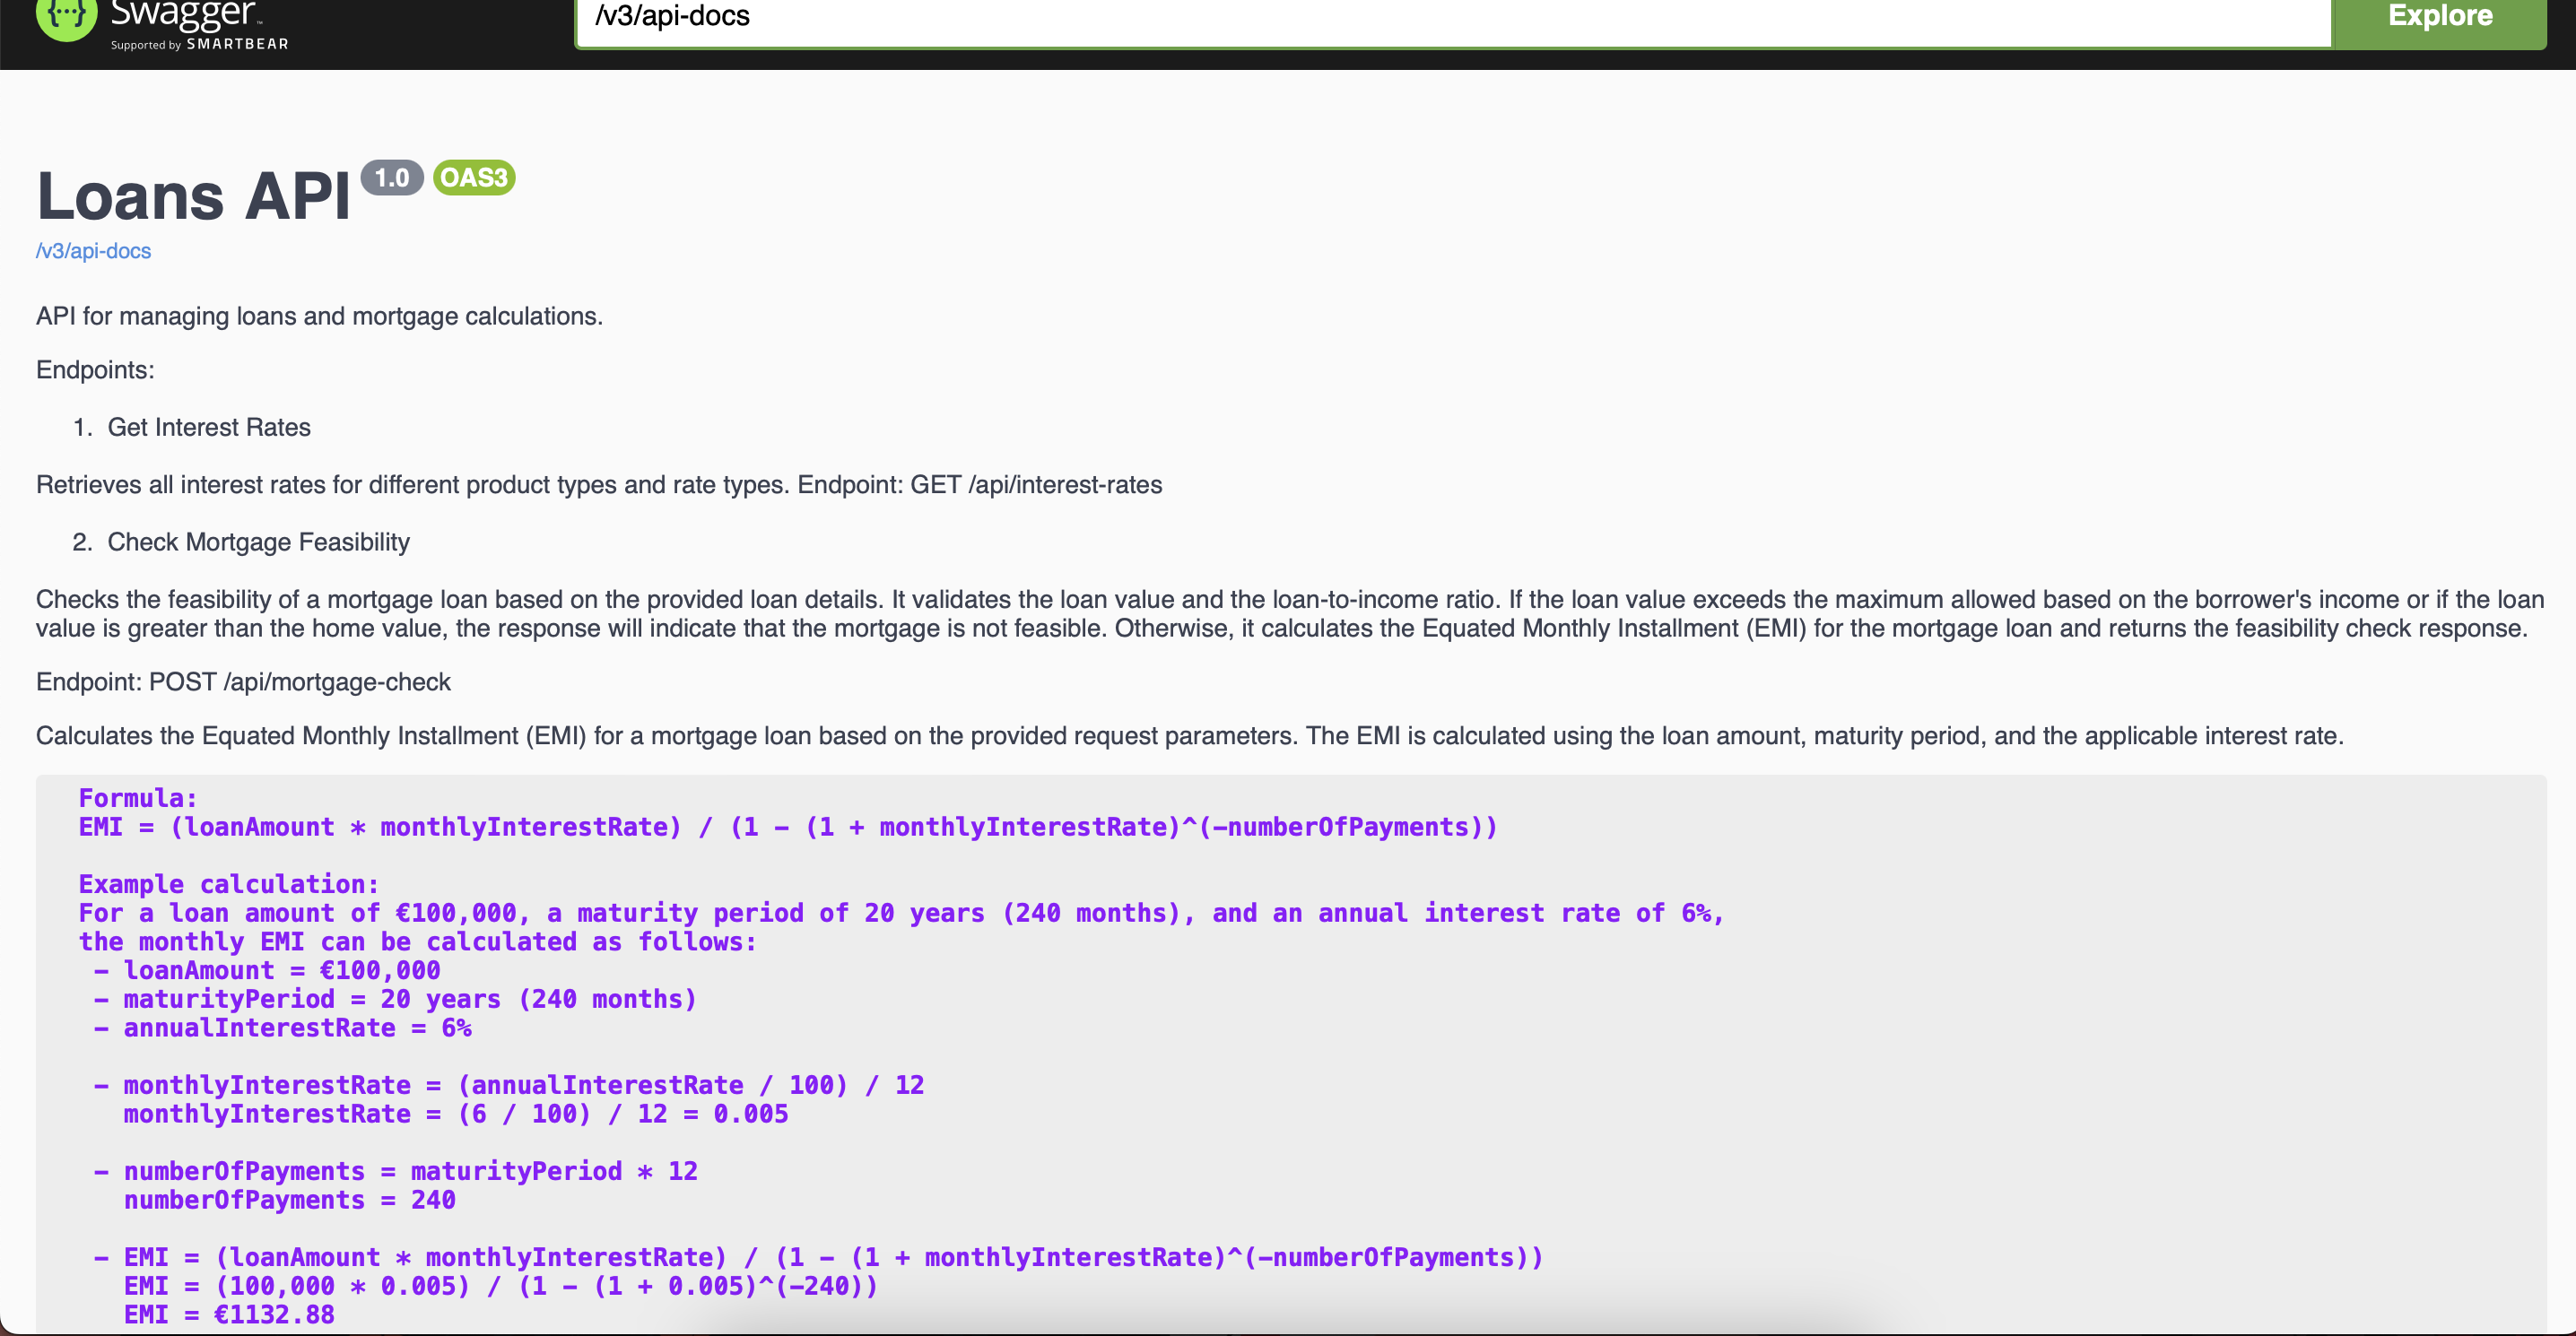 Swagger™
Supported by SMARTBEAR
/v3/api-docs
Explore
Loans API 1.0 OAS3
/v3/api-docs
API for managing loans and mortgage calculations.
Endpoints:
1. Get Interest Rates
Retrieves all interest rates for different product types and rate types. Endpoint: GET /api/interest-rates
2. Check Mortgage Feasibility
Checks the feasibility of a mortgage loan based on the provided loan details. It validates the loan value and the loan-to-income ratio. If the loan value exceeds the maximum allowed based on the borrower's income or if the loan
value is greater than the home value, the response will indicate that the mortgage is not feasible. Otherwise, it calculates the Equated Monthly Installment (EMI) for the mortgage loan and returns the feasibility check response.
Endpoint: POST /api/mortgage-check
Calculates the Equated Monthly Installment (EMI) for a mortgage loan based on the provided request parameters. The EMI is calculated using the loan amount, maturity period, and the applicable interest rate.
Formula:
EMI = (loanAmount * monthlyInterestRate) / (1 - (1 + monthlyInterestRate)^(-numberOfPayments))
Example calculation:
For a loan amount of €100,000, a maturity period of 20 years (240 months), and an annual interest rate of 6%,
the monthly EMI can be calculated as follows:
- loanAmount = €100,000
- maturityPeriod = 20 years (240 months)
- annualInterestRate = 6%
- monthlyInterestRate = (annualInterestRate / 100) / 12
monthlyInterestRate = (6 / 100) / 12 = 0.005
- numberOfPayments = maturityPeriod * 12
numberOfPayments = 240
- EMI = (loanAmount * monthlyInterestRate) / (1 - (1 + monthlyInterestRate)^(-numberOfPayments))
EMI = (100,000 * 0.005) / (1 - (1 + 0.005)^(-240))
EMI = €1132.88